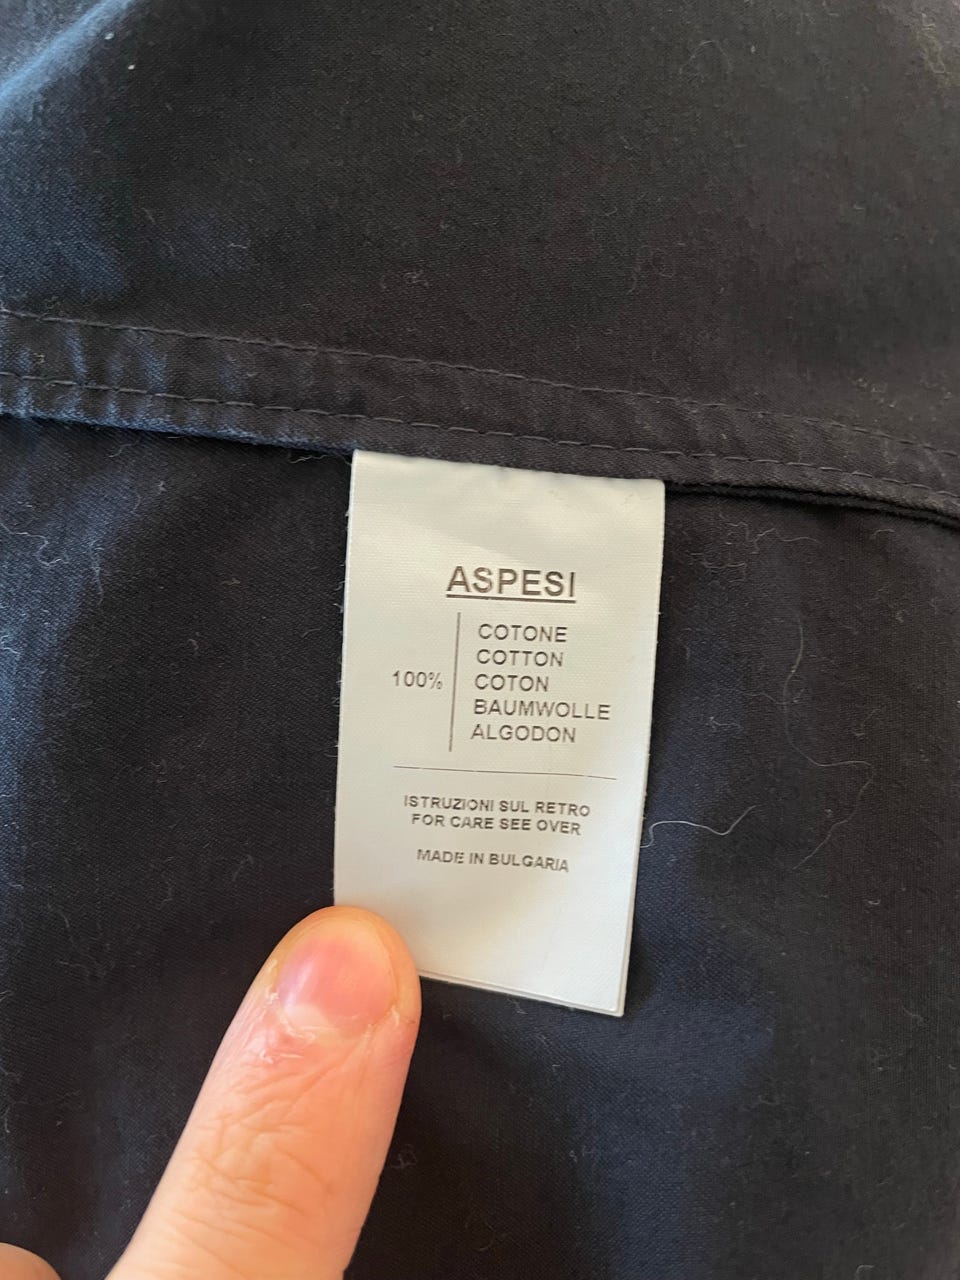 ASPESI
100%
COTONE
COTTON
COTON
BAUMWOLLE
ALGODON
ISTRUZIONI SUL RETRO
FOR CARE SEE OVER
MADE IN BULGARIA